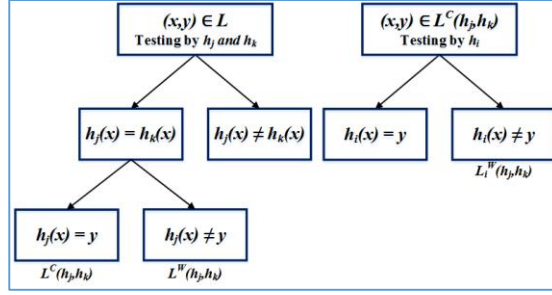 (x,y) ∈ L
Testing by hⱼ and hₖ
(x,y) ∈ Lᶜ(hⱼ,hₖ)
Testing by hᵢ
hⱼ(x) = hₖ(x)
hⱼ(x) ≠ hₖ(x)
hᵢ(x) = y
hᵢ(x) ≠ y
Lᵢᵂ(hⱼ,hₖ)
hⱼ(x) = y
hⱼ(x) ≠ y
Lᶜ(hⱼ,hₖ)
Lᵂ(hⱼ,hₖ)